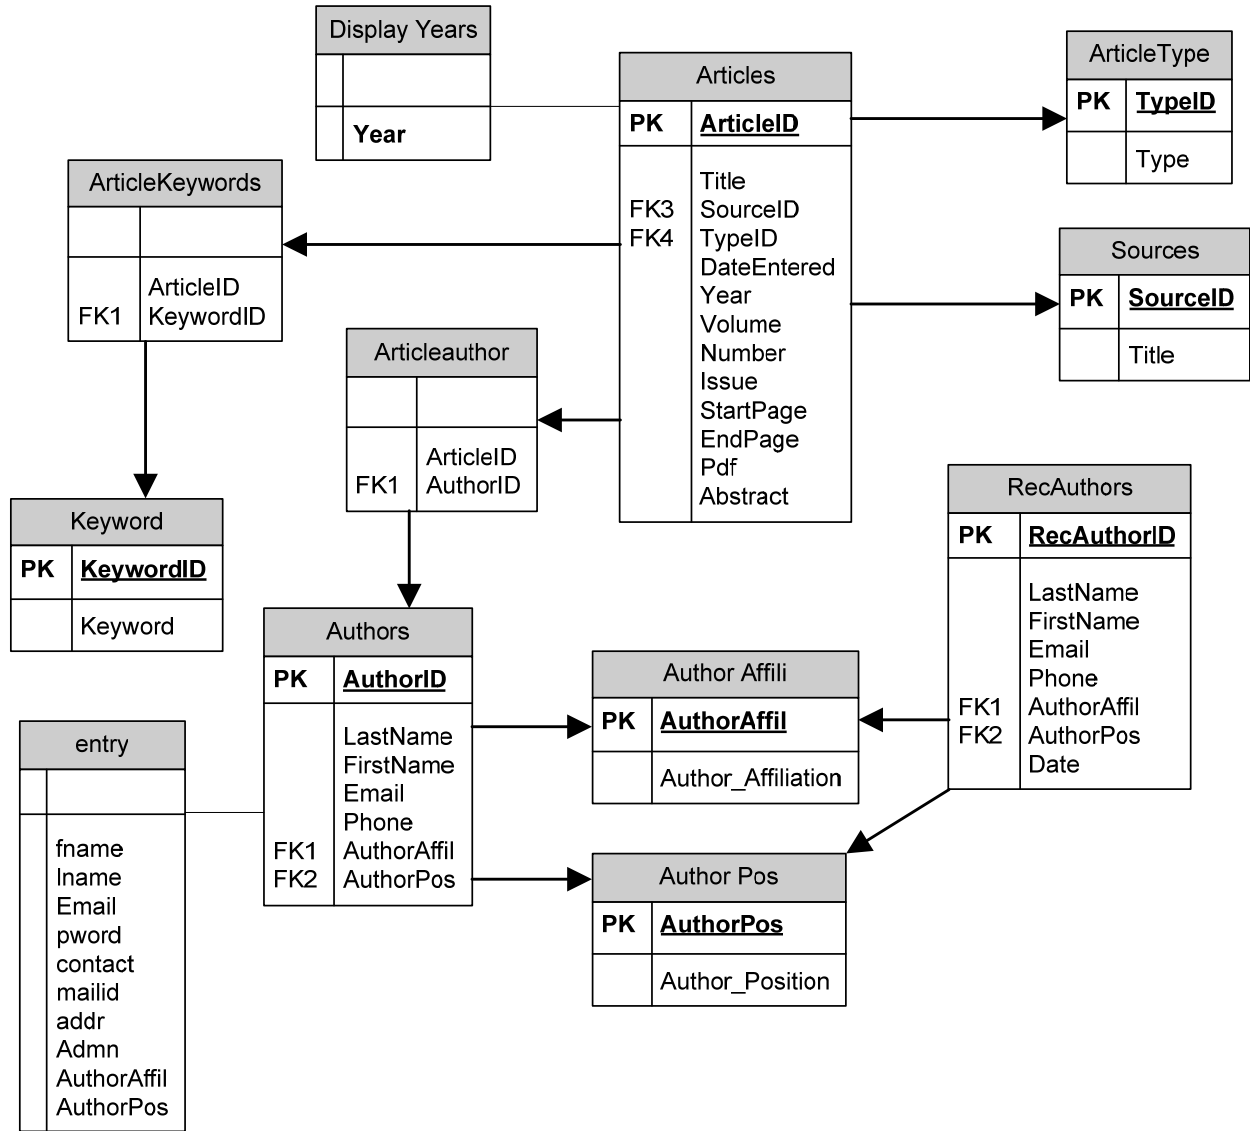 Display Years
Year
Articles
PK ArticleID
Title
FK3 SourceID
FK4 TypeID
DateEntered
Year
Volume
Number
Issue
StartPage
EndPage
Pdf
Abstract
ArticleType
PK TypeID
Type
ArticleKeywords
ArticleID
FK1 KeywordID
Sources
PK SourceID
Title
Articleauthor
ArticleID
FK1 AuthorID
Keyword
PK KeywordID
Keyword
RecAuthors
PK RecAuthorID
LastName
FirstName
Email
Phone
FK1 AuthorAffil
FK2 AuthorPos
Date
Authors
PK AuthorID
LastName
FirstName
Email
Phone
FK1 AuthorAffil
FK2 AuthorPos
Author Affili
PK AuthorAffil
Author_Affiliation
entry
fname
lname
Email
pword
contact
mailid
addr
Admn
AuthorAffil
AuthorPos
Author Pos
PK AuthorPos
Author_Position